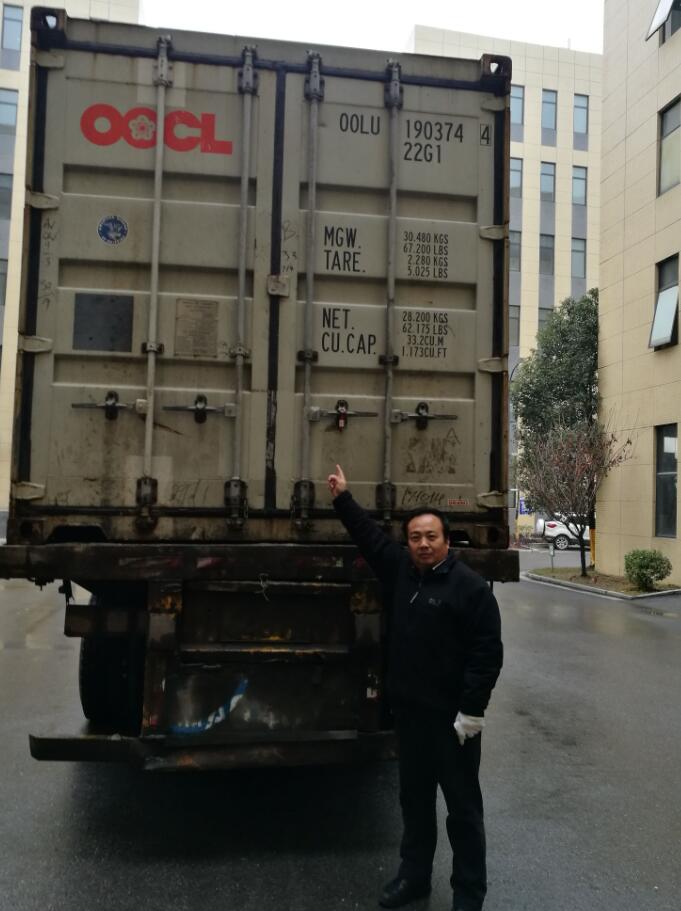 OOCL
OOLU 190374 4
22G1
MGW. 30.480 KGS
67.200 LBS
TARE. 2.280 KGS
5.025 LBS
NET. 28.200 KGS
62.175 LBS
CU.CAP. 33.2CU.M
1.173CU.FT